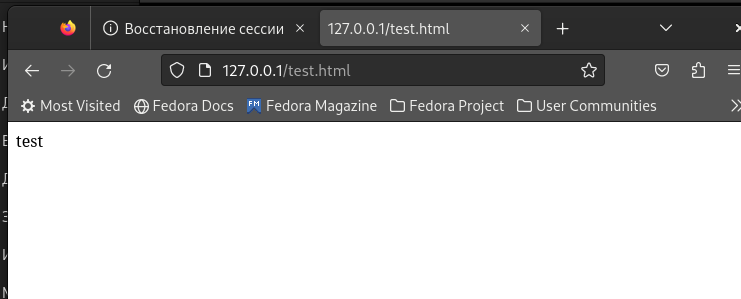 Восстановление сессии
127.0.0.1/test.html
127.0.0.1/test.html
Most Visited Fedora Docs FM Fedora Magazine Fedora Project User Communities
test